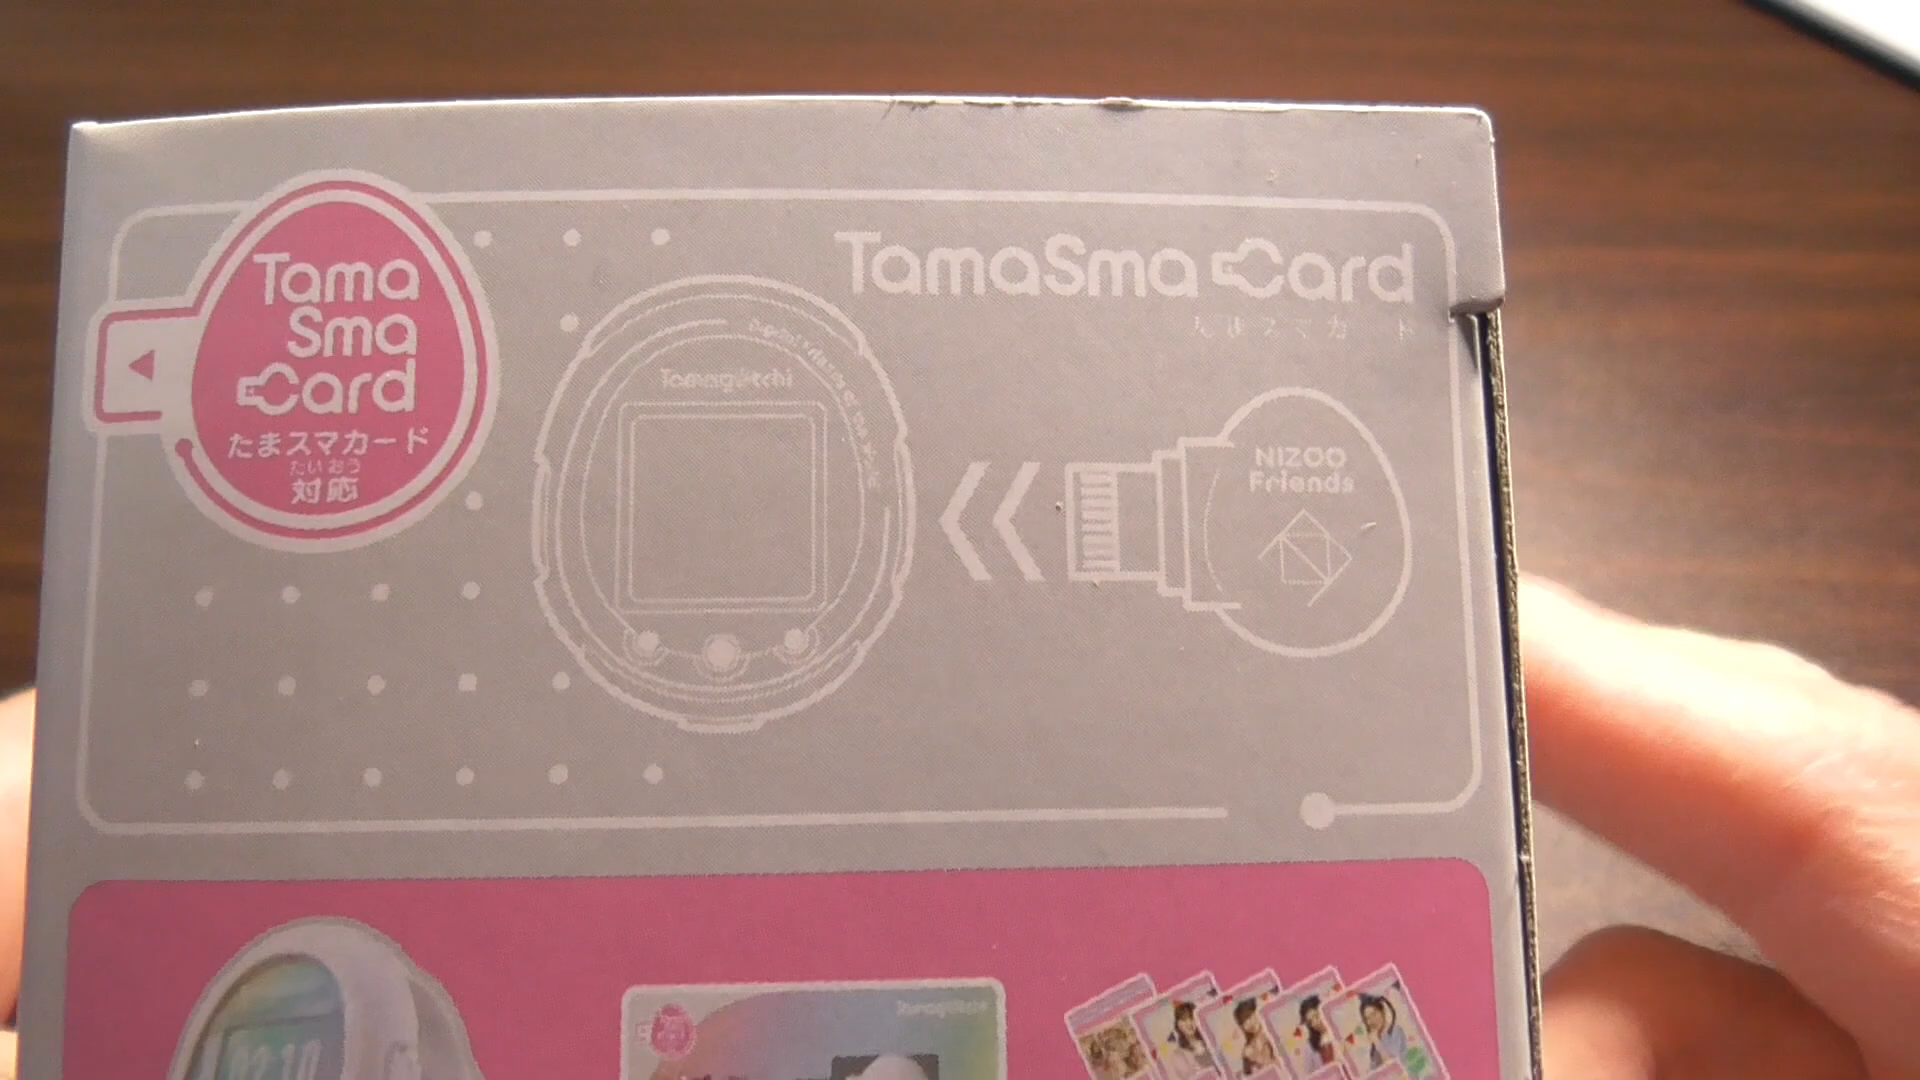 Tama
Sma
Card
たまスマカード
たいおう
対応
TamaSma Card
たまスマカード
Tamagotchi
NIZOO
Friends
Tamagotchi